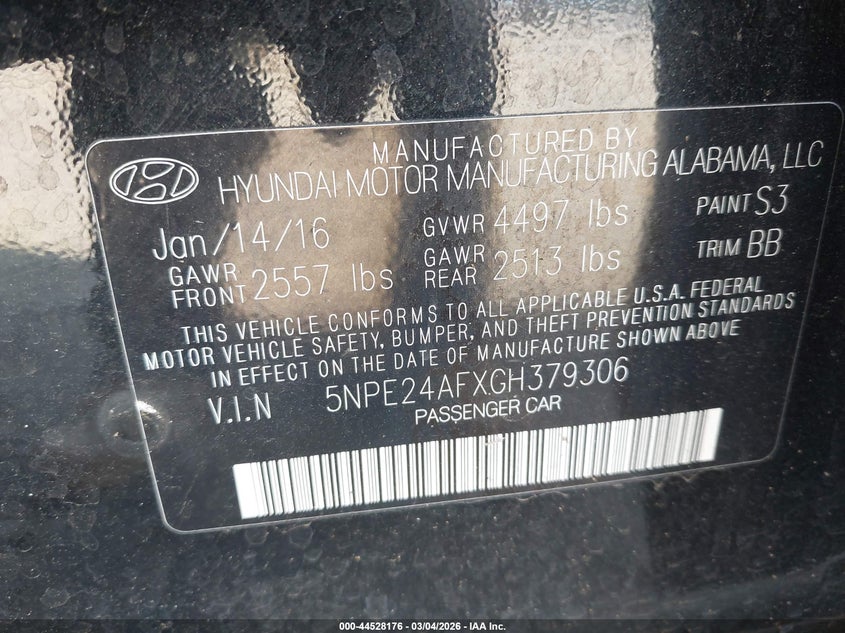 MANUFACTURED BY
HYUNDAI MOTOR MANUFACTURING ALABAMA, LLC
Jan/14/16 GVWR 4497 lbs PAINT S3
GAWR FRONT 2557 lbs GAWR REAR 2513 lbs TRIM BB
THIS VEHICLE CONFORMS TO ALL APPLICABLE U.S.A. FEDERAL
MOTOR VEHICLE SAFETY, BUMPER, AND THEFT PREVENTION STANDARDS
IN EFFECT ON THE DATE OF MANUFACTURE SHOWN ABOVE
V.I.N 5NPE24AFXGH379306
PASSENGER CAR
000-44528176 - 03/04/2026 - IAA Inc.